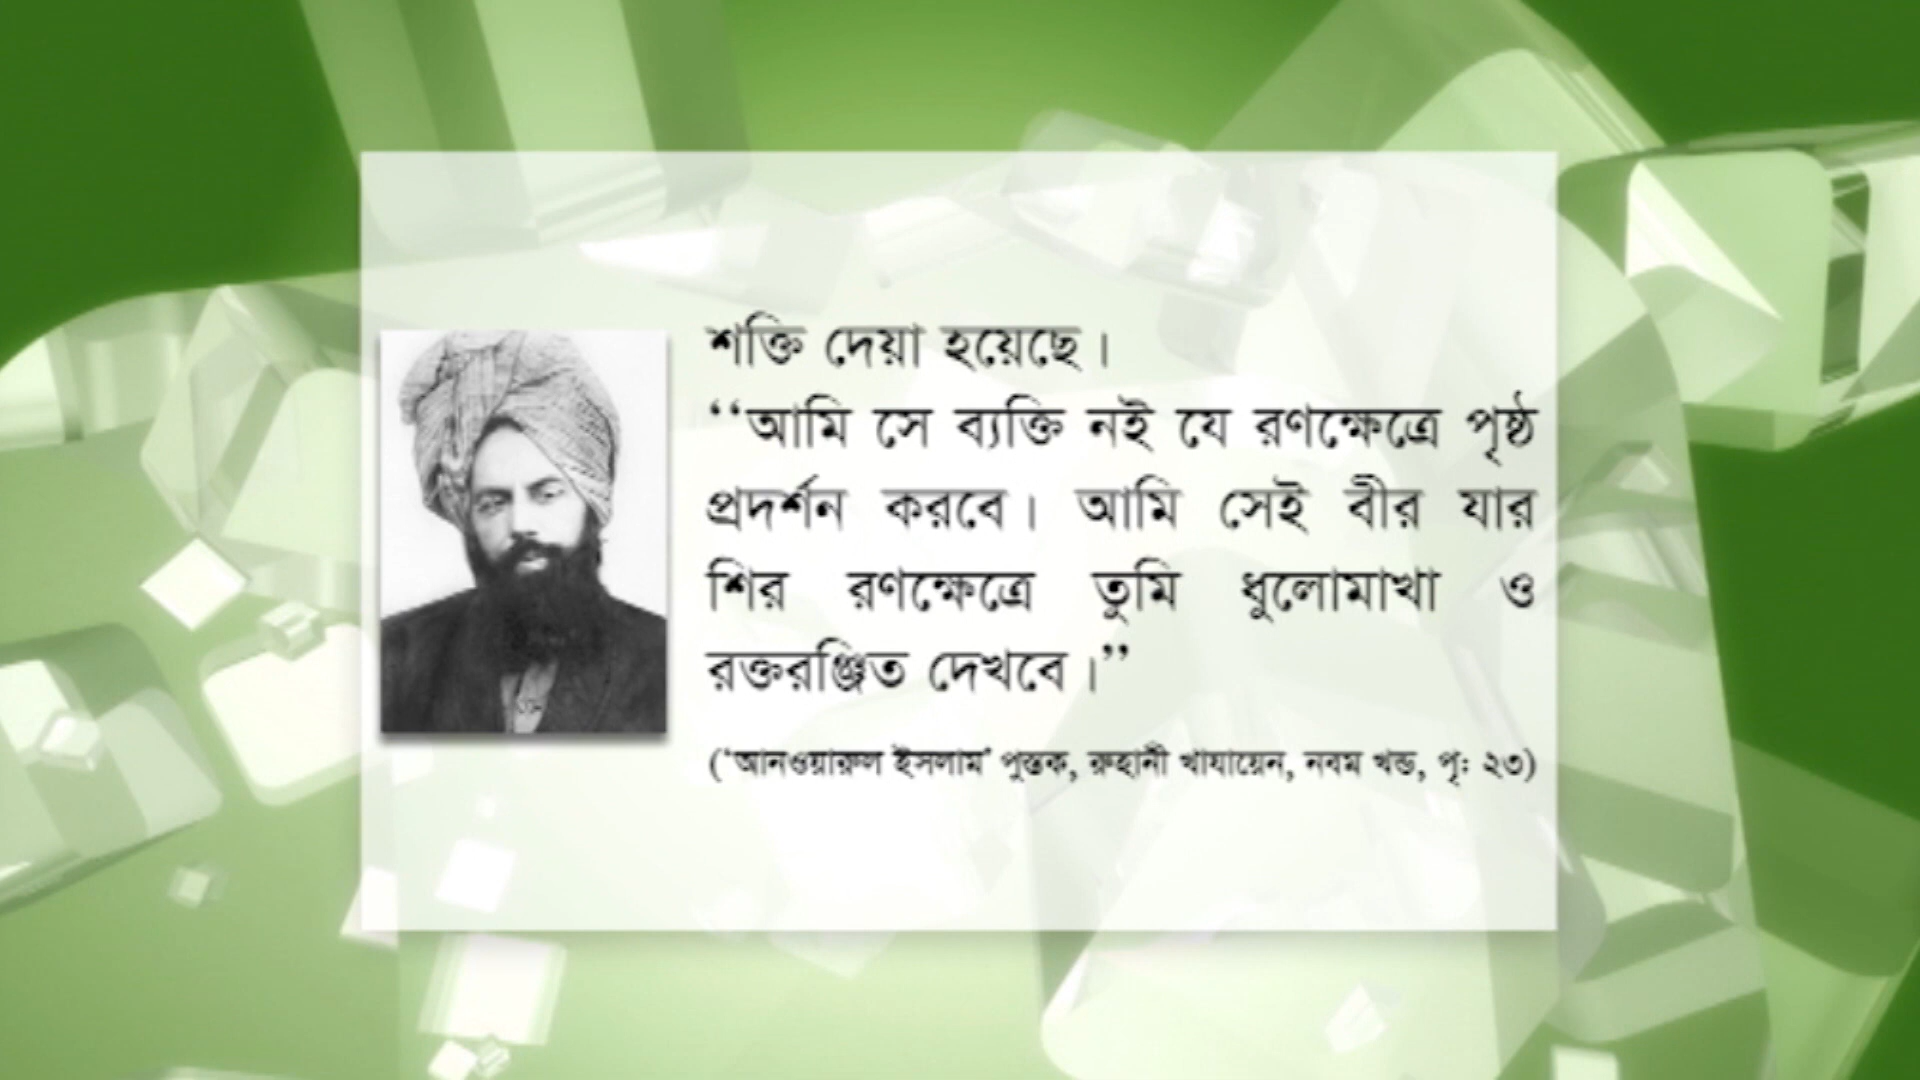 শক্তি দেয়া হয়েছে।
‘‘আমি সে ব্যক্তি নই যে রণক্ষেত্রে পৃষ্ঠ
প্রদর্শন করবে। আমি সেই বীর যার
শির রণক্ষেত্রে তুমি ধুলোমাখা ও
রক্তরঞ্জিত দেখবে।’’
(‘আনওয়ারুল ইসলাম’ পুস্তক, রুহানী খাযায়েন, নবম খন্ড, পৃঃ ২৩)